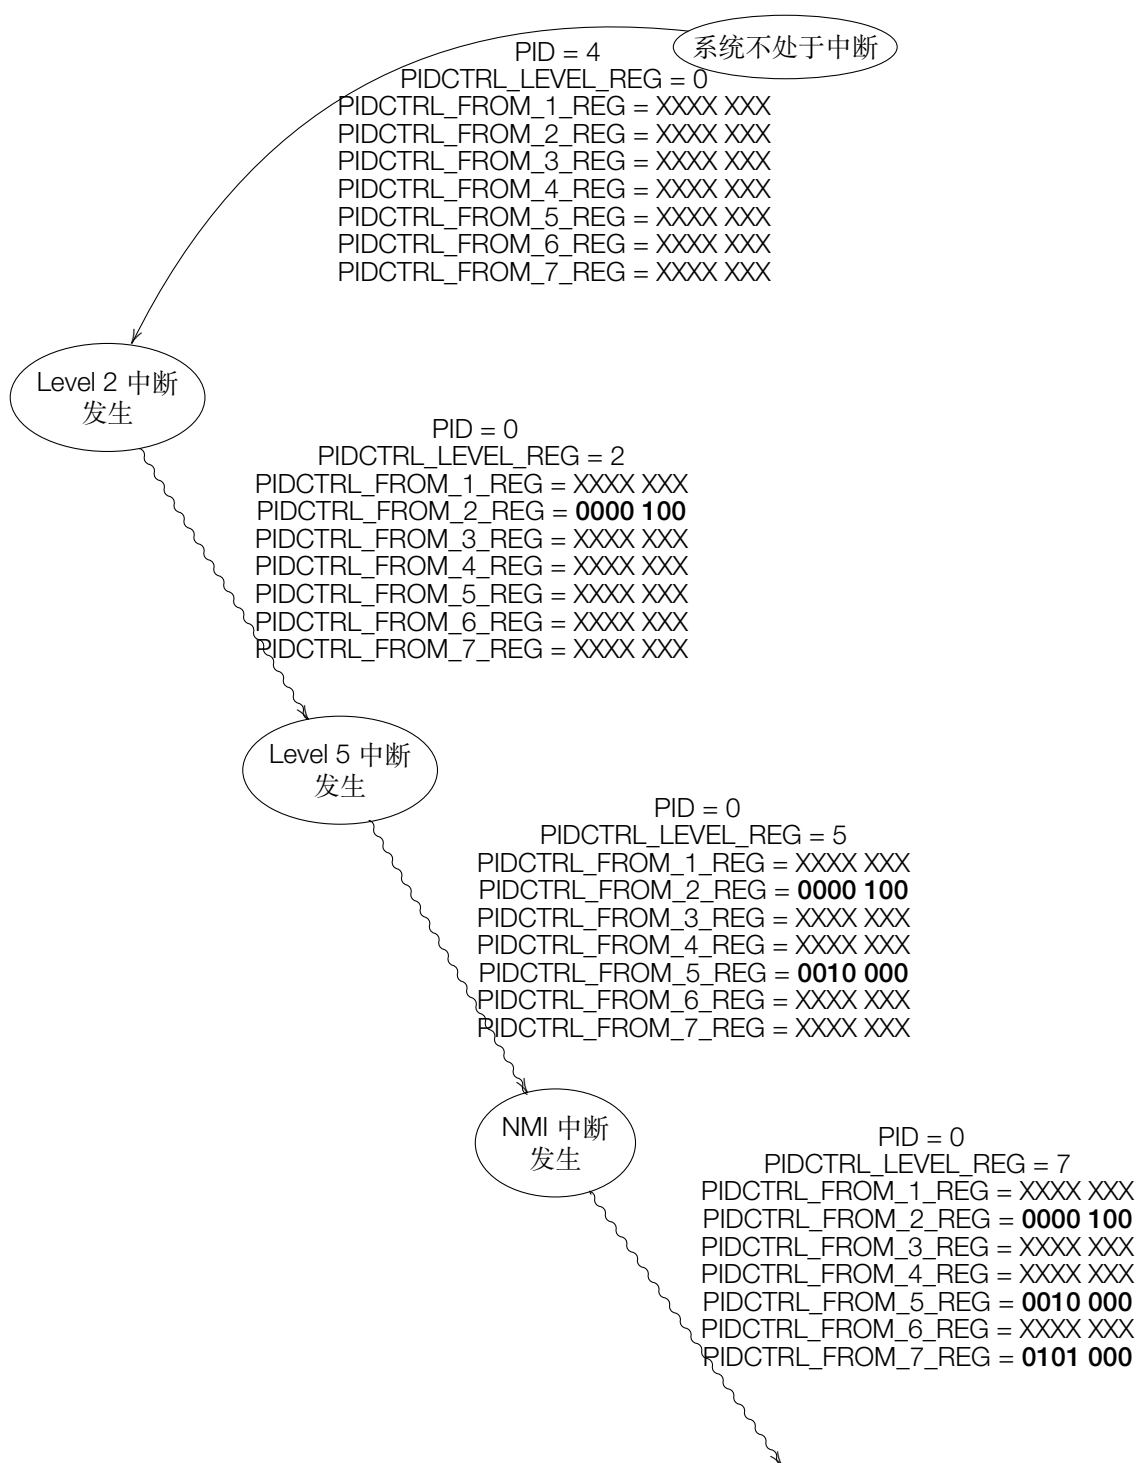 系统不处于中断
PID = 4
PIDCTRL_LEVEL_REG = 0
PIDCTRL_FROM_1_REG = XXXX XXX
PIDCTRL_FROM_2_REG = XXXX XXX
PIDCTRL_FROM_3_REG = XXXX XXX
PIDCTRL_FROM_4_REG = XXXX XXX
PIDCTRL_FROM_5_REG = XXXX XXX
PIDCTRL_FROM_6_REG = XXXX XXX
PIDCTRL_FROM_7_REG = XXXX XXX
Level 2 中断
发生
PID = 0
PIDCTRL_LEVEL_REG = 2
PIDCTRL_FROM_1_REG = XXXX XXX
PIDCTRL_FROM_2_REG = 0000 100
PIDCTRL_FROM_3_REG = XXXX XXX
PIDCTRL_FROM_4_REG = XXXX XXX
PIDCTRL_FROM_5_REG = XXXX XXX
PIDCTRL_FROM_6_REG = XXXX XXX
PIDCTRL_FROM_7_REG = XXXX XXX
Level 5 中断
发生
PID = 0
PIDCTRL_LEVEL_REG = 5
PIDCTRL_FROM_1_REG = XXXX XXX
PIDCTRL_FROM_2_REG = 0000 100
PIDCTRL_FROM_3_REG = XXXX XXX
PIDCTRL_FROM_4_REG = XXXX XXX
PIDCTRL_FROM_5_REG = 0010 000
PIDCTRL_FROM_6_REG = XXXX XXX
PIDCTRL_FROM_7_REG = XXXX XXX
NMI 中断
发生
PID = 0
PIDCTRL_LEVEL_REG = 7
PIDCTRL_FROM_1_REG = XXXX XXX
PIDCTRL_FROM_2_REG = 0000 100
PIDCTRL_FROM_3_REG = XXXX XXX
PIDCTRL_FROM_4_REG = XXXX XXX
PIDCTRL_FROM_5_REG = 0010 000
PIDCTRL_FROM_6_REG = XXXX XXX
PIDCTRL_FROM_7_REG = 0101 000